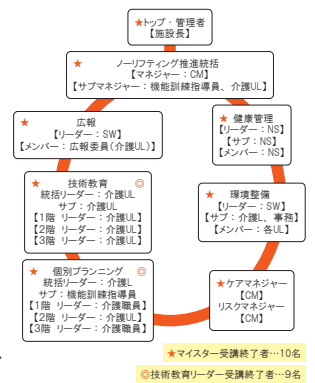 ★トップ・管理者
【施設長】
★ ノーリフティング推進統括
【マネジャー：CM】
【サブマネジャー：機能訓練指導員、介護UL】
★ 広報
【リーダー：SW】
【メンバー：広報委員(介護UL)】
★ 健康管理
【リーダー：NS】
【サブ：NS】
【メンバー：NS】
★ 技術教育 ◎
統括リーダー：介護UL
サブ：介護UL
【1階 リーダー：介護UL】
【2階 リーダー：介護UL】
【3階 リーダー：介護UL】
★ 環境整備
【リーダー：SW】
【サブ：介護L、事務】
【メンバー：各UL】
★ 個別プランニング ◎
統括リーダー：介護L
サブ：機能訓練指導員
【1階 リーダー：介護職員】
【2階 リーダー：介護UL】
【3階 リーダー：介護職員】
★ケアマネジャー
【CM】
リスクマネジャー
【CM】
★マイスター受講終了者…10名
◎技術教育リーダー受講終了者…9名